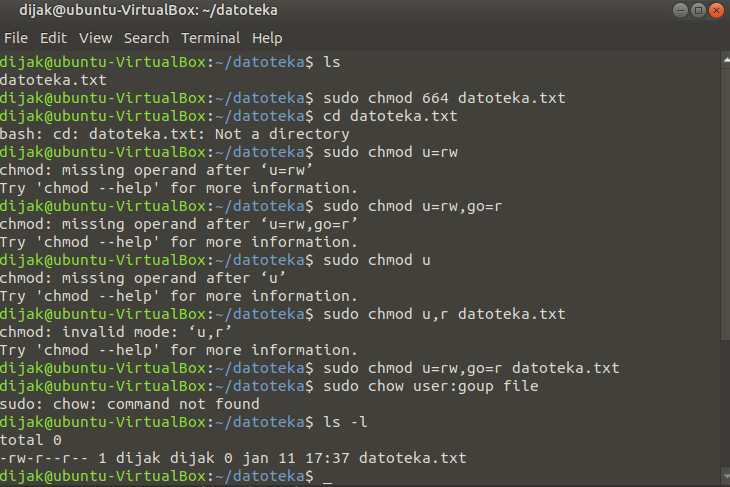 dijak@ubuntu-VirtualBox: ~/datoteka
File Edit View Search Terminal Help
dijak@ubuntu-VirtualBox:~/datoteka$ ls
datoteka.txt
dijak@ubuntu-VirtualBox:~/datoteka$ sudo chmod 664 datoteka.txt
dijak@ubuntu-VirtualBox:~/datoteka$ cd datoteka.txt
bash: cd: datoteka.txt: Not a directory
dijak@ubuntu-VirtualBox:~/datoteka$ sudo chmod u=rw
chmod: missing operand after ‘u=rw’
Try 'chmod --help' for more information.
dijak@ubuntu-VirtualBox:~/datoteka$ sudo chmod u=rw,go=r
chmod: missing operand after ‘u=rw,go=r’
Try 'chmod --help' for more information.
dijak@ubuntu-VirtualBox:~/datoteka$ sudo chmod u
chmod: missing operand after ‘u’
Try 'chmod --help' for more information.
dijak@ubuntu-VirtualBox:~/datoteka$ sudo chmod u,r datoteka.txt
chmod: invalid mode: ‘u,r’
Try 'chmod --help' for more information.
dijak@ubuntu-VirtualBox:~/datoteka$ sudo chmod u=rw,go=r datoteka.txt
dijak@ubuntu-VirtualBox:~/datoteka$ sudo chow user:goup file
sudo: chow: command not found
dijak@ubuntu-VirtualBox:~/datoteka$ ls -l
total 0
-rw-r--r-- 1 dijak dijak 0 jan 11 17:37 datoteka.txt
dijak@ubuntu-VirtualBox:~/datoteka$ _